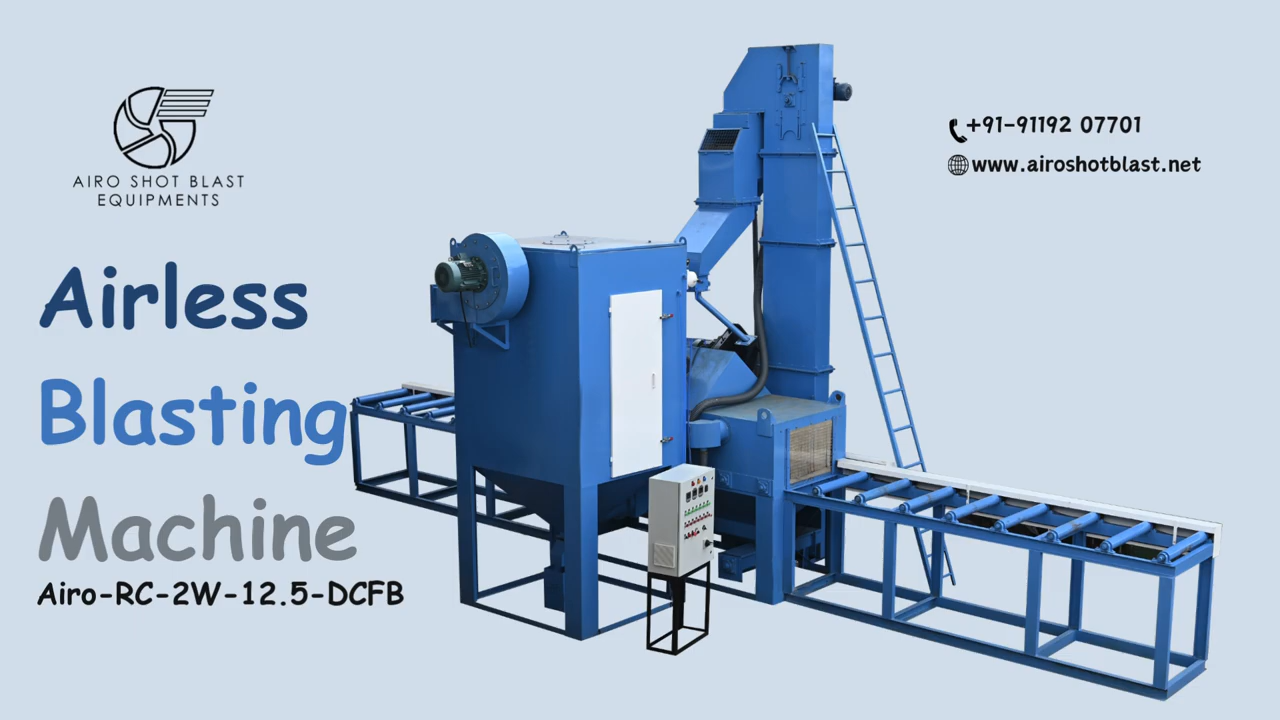 AIRO SHOT BLAST
EQUIPMENTS
+91-91192 07701
www.airoshotblast.net
Airless
Blasting
Machine
Airo-RC-2W-12.5-DCFB